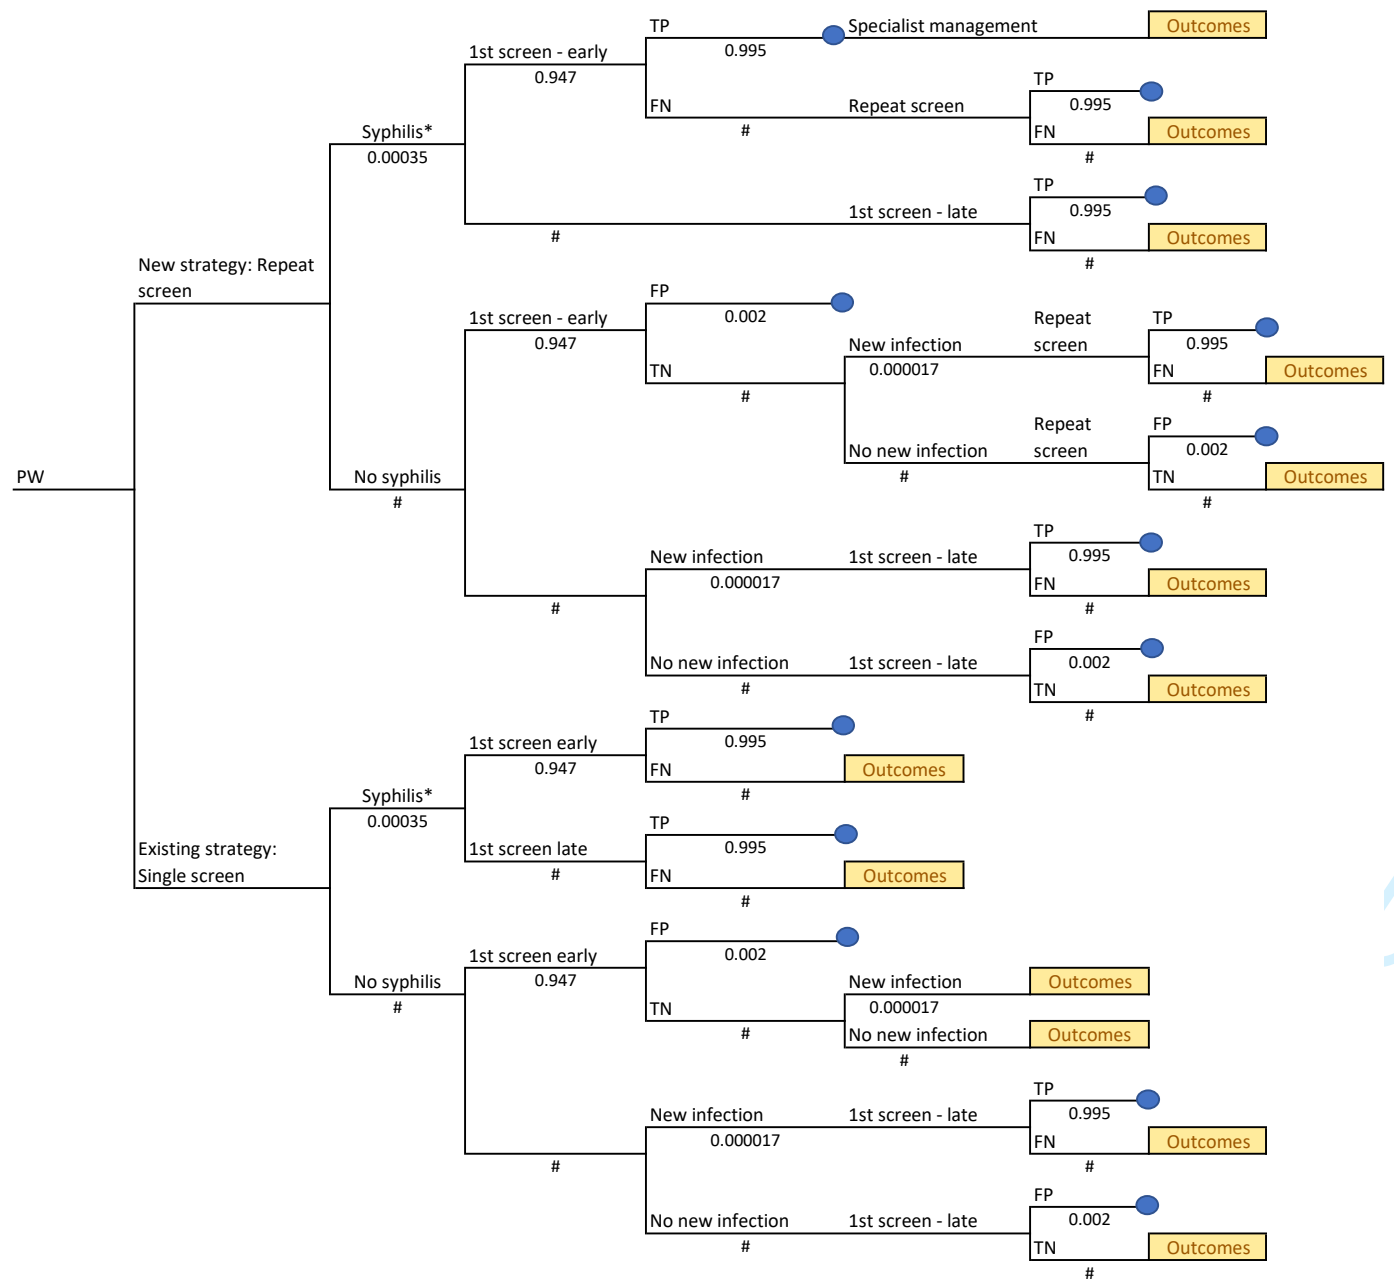 PW
New strategy: Repeat
screen
Syphilis*
0.00035
1st screen - early
0.947
TP
0.995
Specialist management
Outcomes
FN
#
Repeat screen
TP
0.995
FN
Outcomes
#
#
1st screen - late
TP
0.995
FN
Outcomes
#
No syphilis
#
1st screen - early
0.947
FP
0.002
TN
#
New infection
0.000017
Repeat
screen
TP
0.995
FN
Outcomes
#
No new infection
#
Repeat
screen
FP
0.002
TN
Outcomes
#
#
New infection
0.000017
1st screen - late
TP
0.995
FN
Outcomes
#
No new infection
#
1st screen - late
FP
0.002
TN
Outcomes
#
Existing strategy:
Single screen
Syphilis*
0.00035
1st screen early
0.947
TP
0.995
FN
Outcomes
#
1st screen late
#
TP
0.995
FN
Outcomes
#
No syphilis
#
1st screen early
0.947
FP
0.002
TN
#
New infection
0.000017
Outcomes
No new infection
#
Outcomes
#
New infection
0.000017
1st screen - late
TP
0.995
FN
Outcomes
#
No new infection
#
1st screen - late
FP
0.002
TN
Outcomes
#